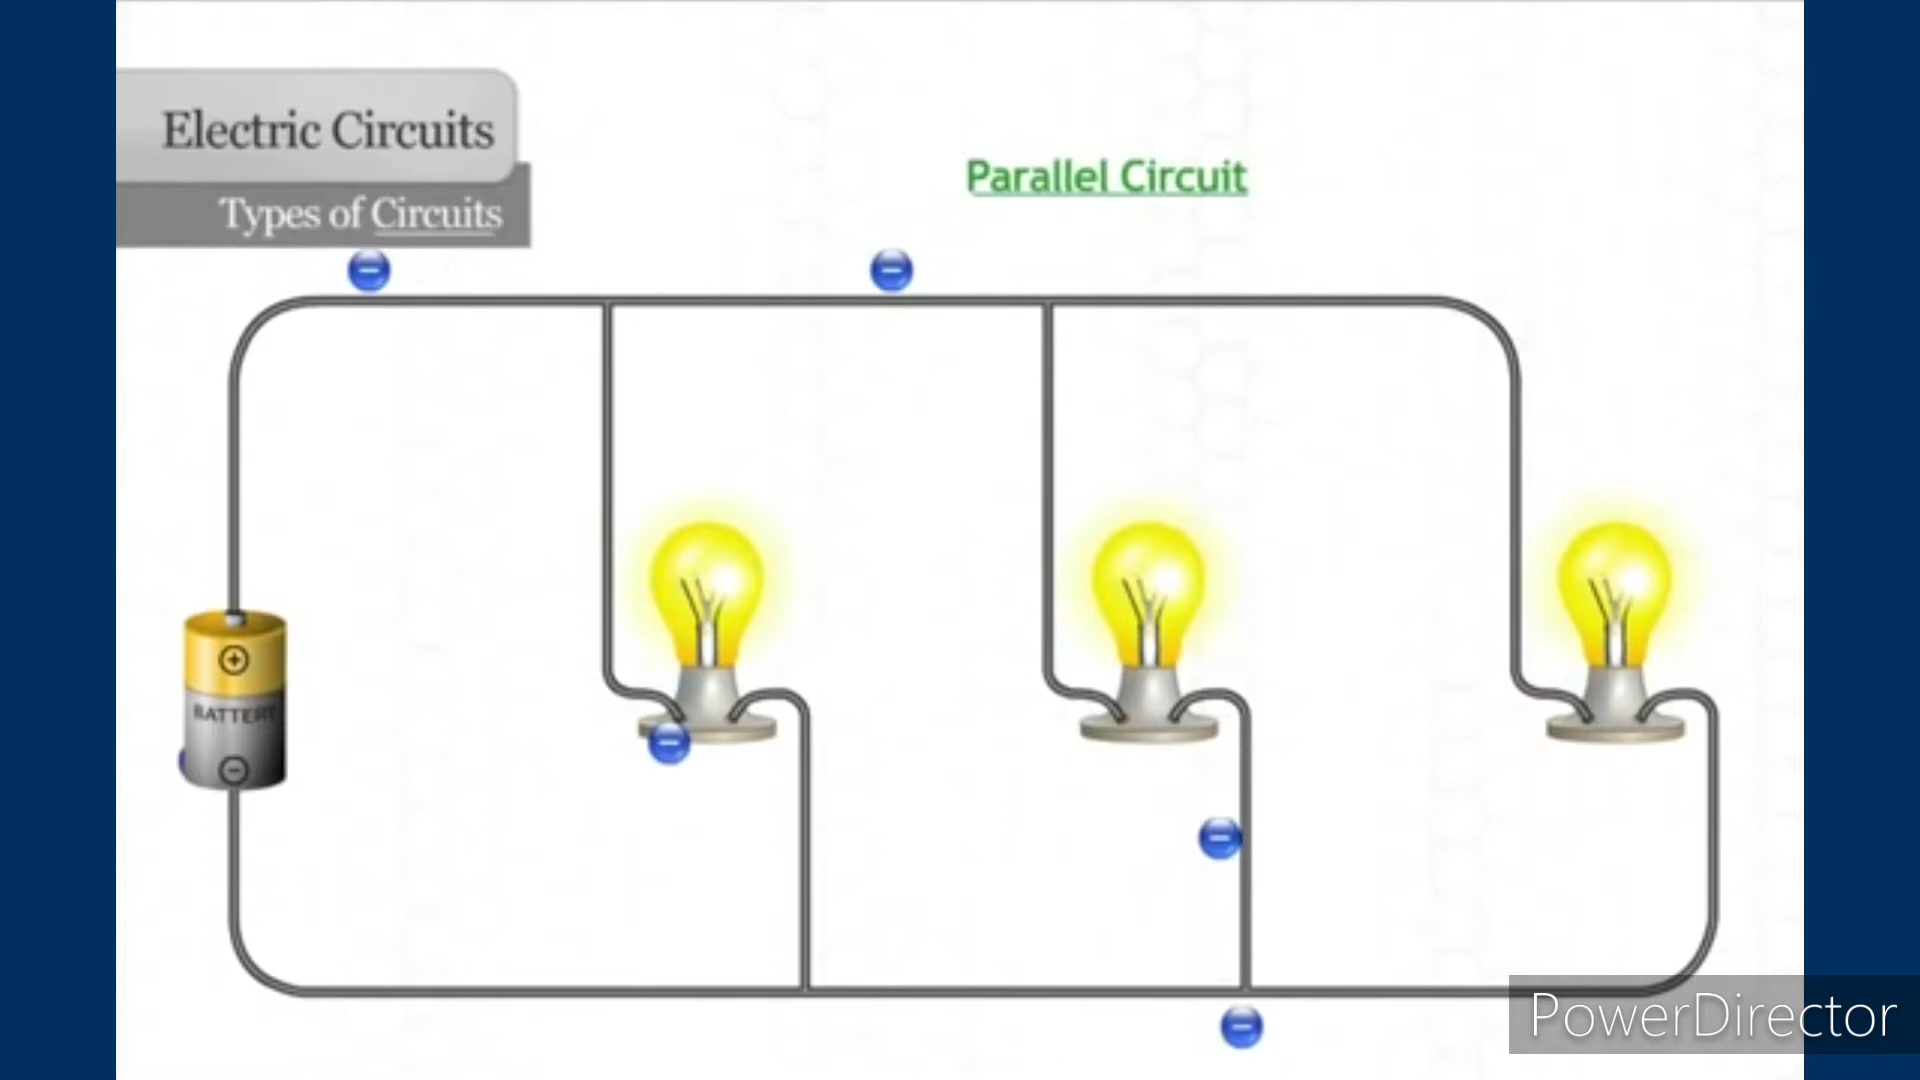 Electric Circuits
Types of Circuits
Parallel Circuit
BATTERY
PowerDirector